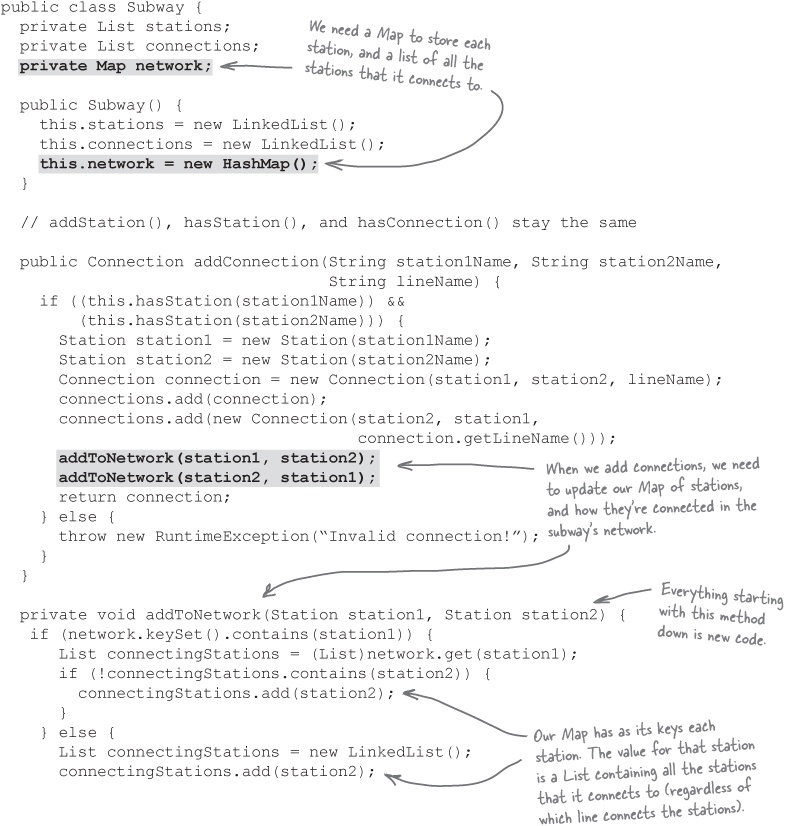 public class Subway {
private List stations;
private List connections;
private Map network;
We need a Map to store each
station, and a list of all the
stations that it connects to.
public Subway() {
this.stations = new LinkedList();
this.connections = new LinkedList();
this.network = new HashMap();
}
// addStation(), hasStation(), and hasConnection() stay the same
public Connection addConnection(String station1Name, String station2Name,
String lineName) {
if ((this.hasStation(station1Name)) &&
(this.hasStation(station2Name))) {
Station station1 = new Station(station1Name);
Station station2 = new Station(station2Name);
Connection connection = new Connection(station1, station2, lineName);
connections.add(connection);
connections.add(new Connection(station2, station1,
connection.getLineName()));
addToNetwork(station1, station2);
addToNetwork(station2, station1);
return connection;
} else {
throw new RuntimeException(“Invalid connection!”);
}
}
When we add connections, we need
to update our Map of stations,
and how they're connected in the
subway's network.
private void addToNetwork(Station station1, Station station2) {
if (network.keySet().contains(station1)) {
List connectingStations = (List)network.get(station1);
if (!connectingStations.contains(station2)) {
connectingStations.add(station2);
}
} else {
List connectingStations = new LinkedList();
connectingStations.add(station2);
Everything starting
with this method
down is new code.
Our Map has as its keys each
station. The value for that station
is a List containing all the stations
that it connects to (regardless of
which line connects the stations).